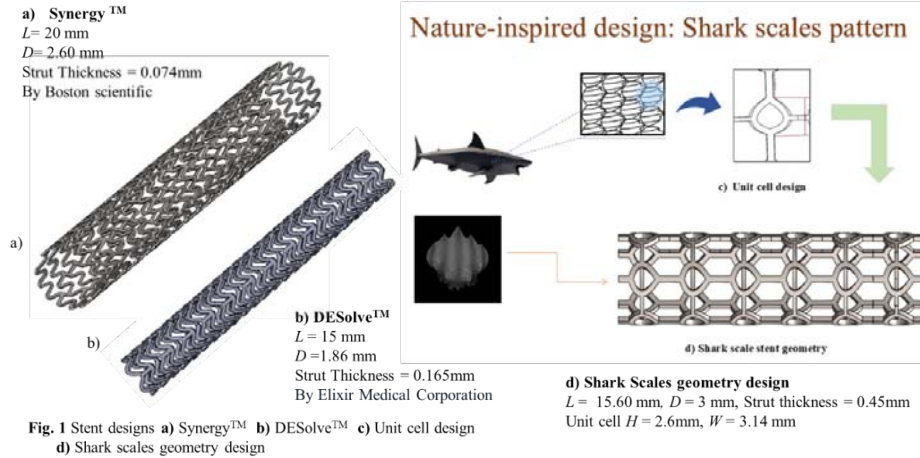 a) Synergy TM
L= 20 mm
D= 2.60 mm
Strut Thickness = 0.074mm
By Boston scientific
a)
b)
b) DESolveTM
L = 15 mm
D =1.86 mm
Strut Thickness = 0.165mm
By Elixir Medical Corporation
Nature-inspired design: Shark scales pattern
c) Unit cell design
d) Shark scale stent geometry
d) Shark Scales geometry design
L = 15.60 mm, D = 3 mm, Strut thickness = 0.45mm
Unit cell H = 2.6mm, W = 3.14 mm
Fig. 1 Stent designs a) SynergyTM b) DESolveTM c) Unit cell design
d) Shark scales geometry design